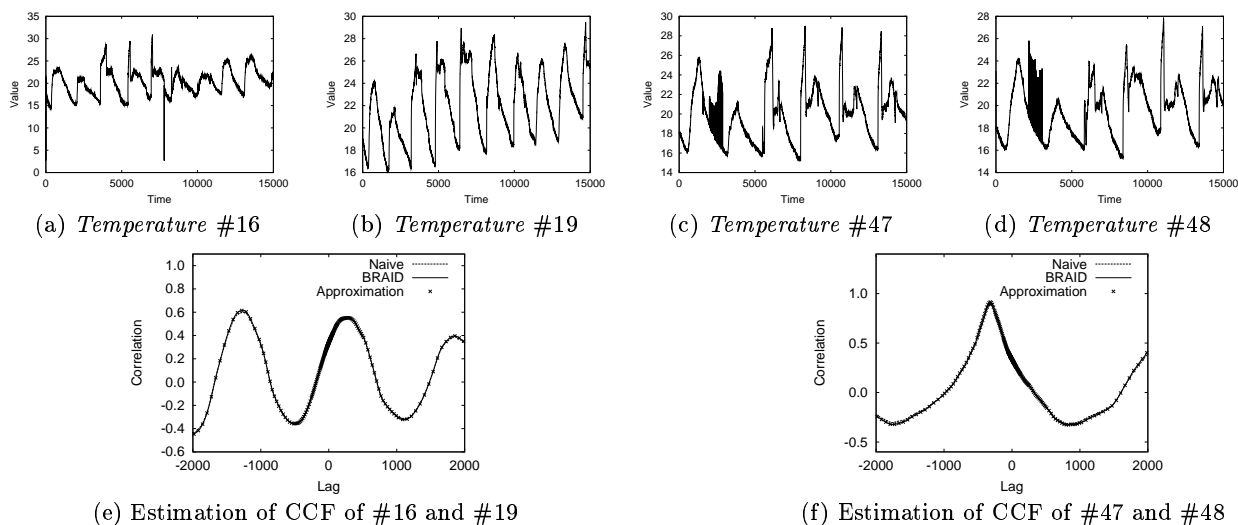 35
30
25
20
15
10
5
0
Value
0 5000 10000 15000
Time
(a) Temperature #16
30
28
26
24
22
20
18
16
Value
0 5000 10000 15000
Time
(b) Temperature #19
30
28
26
24
22
20
18
16
14
Value
0 5000 10000 15000
Time
(c) Temperature #47
28
26
24
22
20
18
16
14
Value
0 5000 10000 15000
Time
(d) Temperature #48
1.0
0.8
0.6
0.4
0.2
0.0
-0.2
-0.4
-0.6
Correlation
Naive
BRAID
Approximation
-2000 -1000 0 1000 2000
Lag
(e) Estimation of CCF of #16 and #19
1.0
0.5
0.0
-0.5
Correlation
Naive
BRAID
Approximation
-2000 -1000 0 1000 2000
Lag
(f) Estimation of CCF of #47 and #48